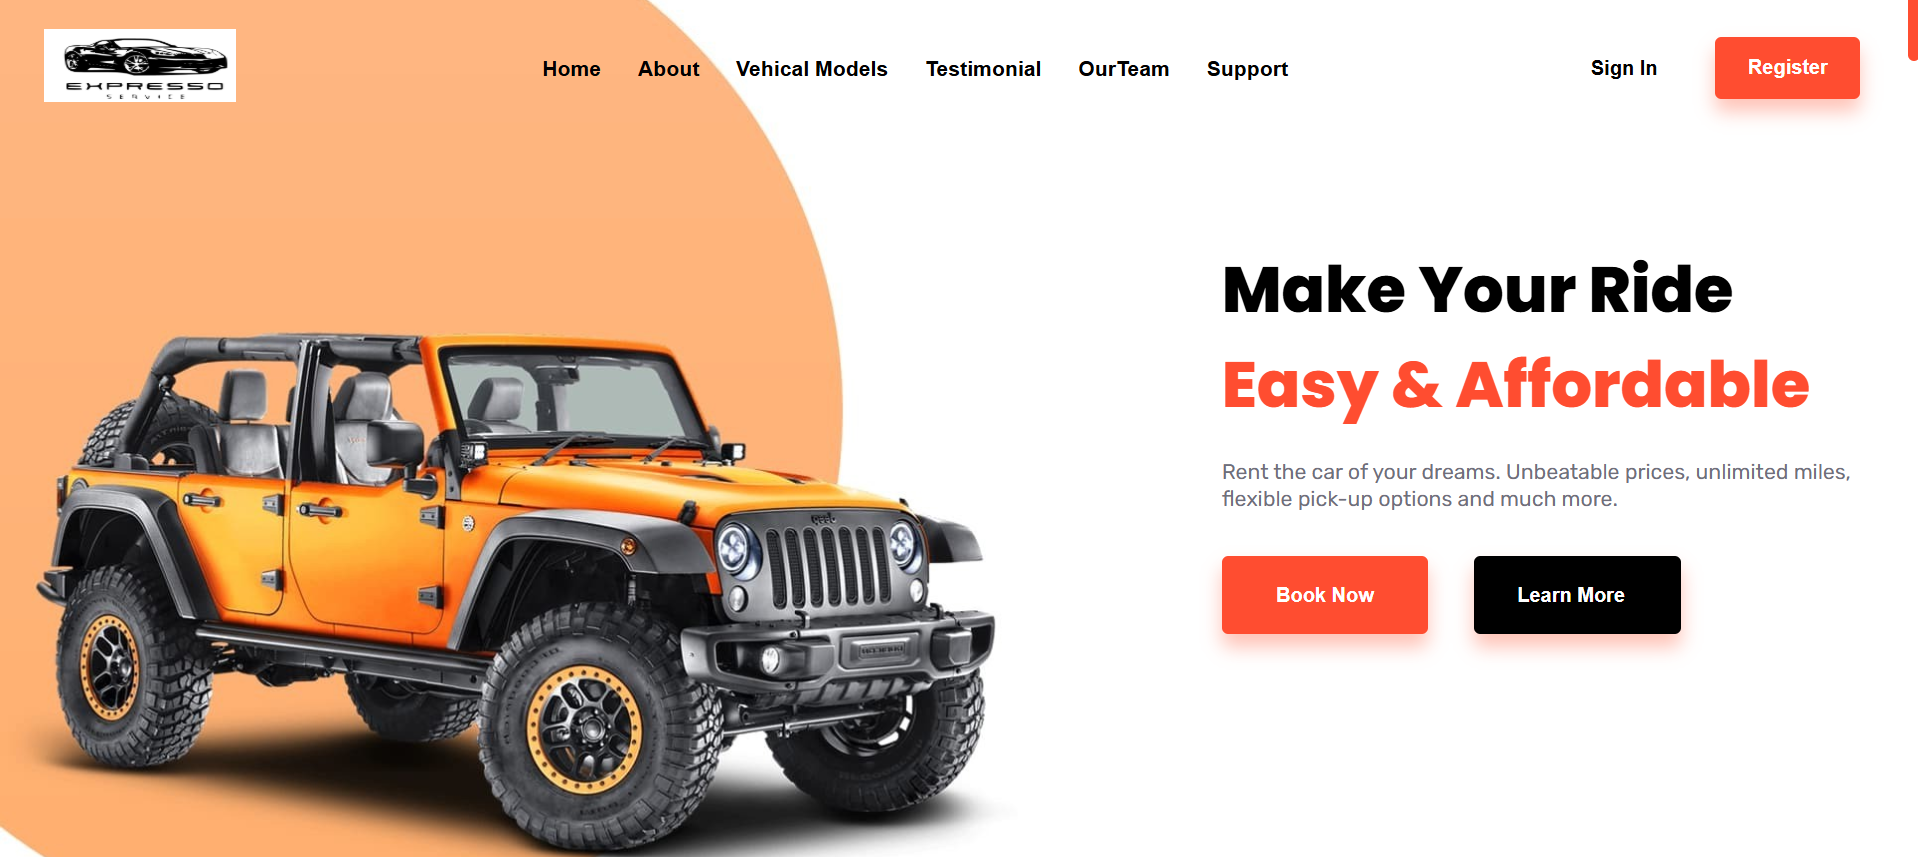 EXPRESSO
SERVICE
Home About Vehical Models Testimonial OurTeam Support
Sign In
Register
Make Your Ride
Easy & Affordable
Rent the car of your dreams. Unbeatable prices, unlimited miles,
flexible pick-up options and much more.
Book Now
Learn More
Jeep